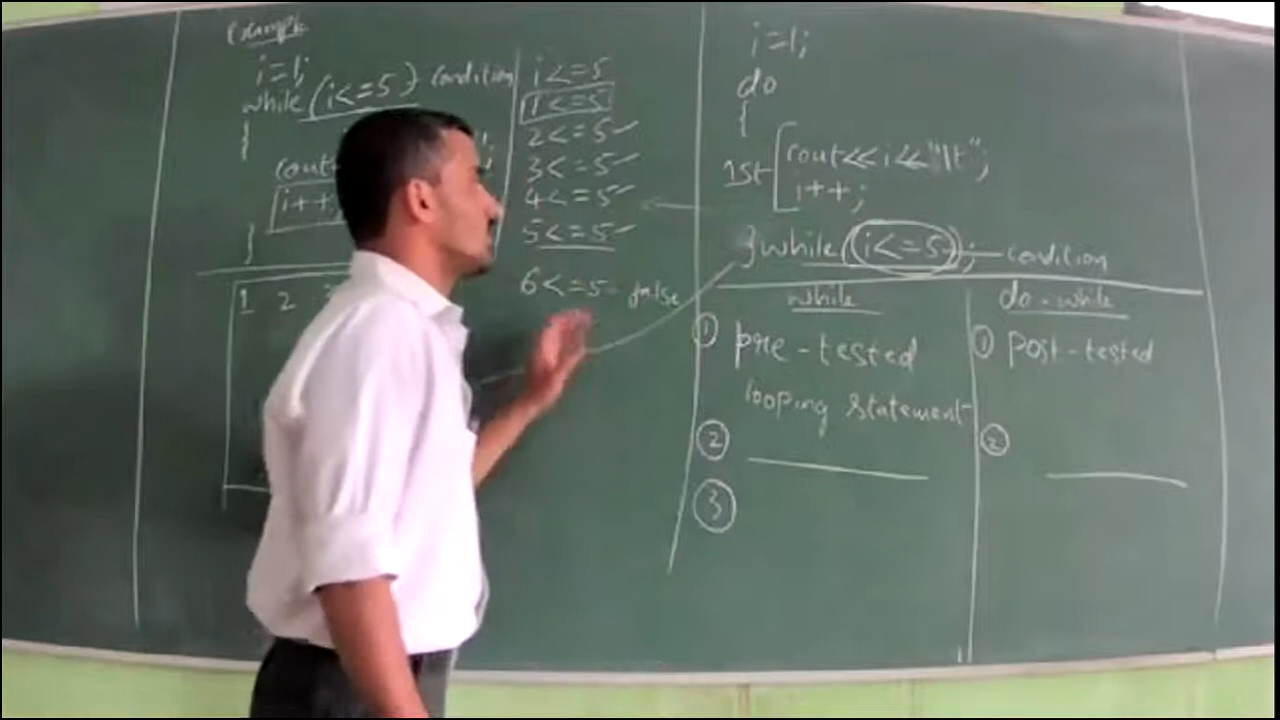 Example
i=1;
while (i<=5) condition
{
cout
i++;
}
1 2
i<=5
1<=5
2<=5✓
3<=5✓
4<=5✓
5<=5✓
6<=5- false
i=1;
do
{
1st cout<<i<<"\t";
i++;
}while(i<=5); condition
while
① pre-tested
looping statement
②
③
do-while
① post-tested
②